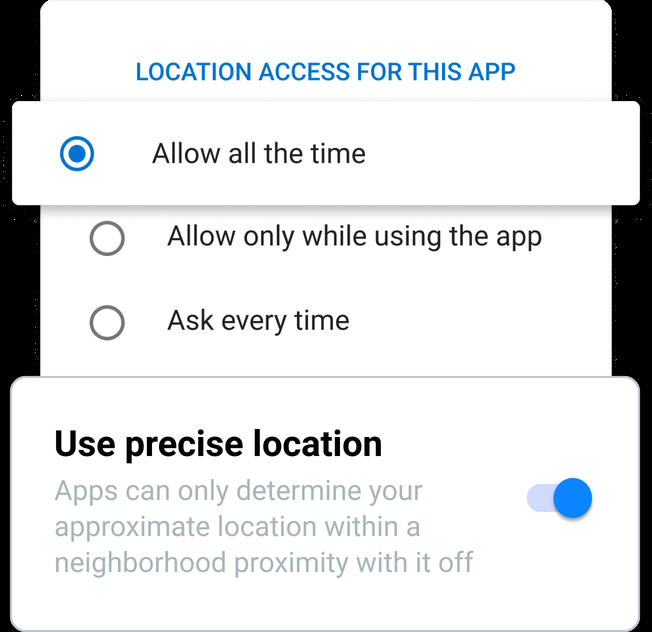 LOCATION ACCESS FOR THIS APP
Allow all the time
Allow only while using the app
Ask every time
Use precise location
Apps can only determine your
approximate location within a
neighborhood proximity with it off